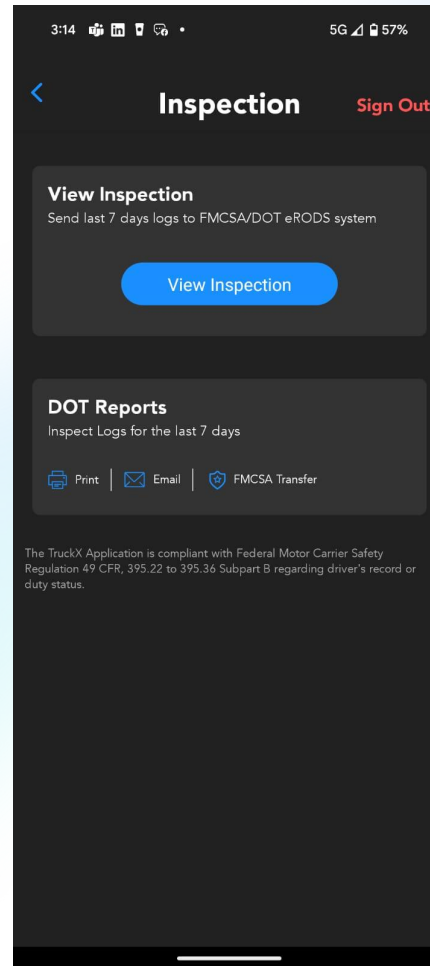 3:14 in 5G 57%
Inspection Sign Out
View Inspection
Send last 7 days logs to FMCSA/DOT eRODS system
View Inspection
DOT Reports
Inspect Logs for the last 7 days
Print Email FMCSA Transfer
The TruckX Application is compliant with Federal Motor Carrier Safety
Regulation 49 CFR, 395.22 to 395.36 Subpart B regarding driver's record or
duty status.